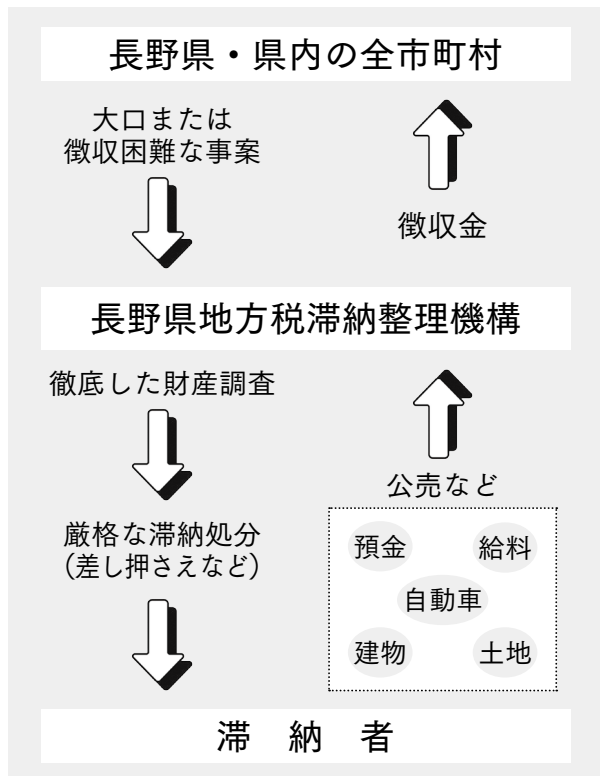 長野県・県内の全市町村
大口または
徴収困難な事案
徴収金
長野県地方税滞納整理機構
徹底した財産調査
厳格な滞納処分
（差し押さえなど）
公売など
預金
給料
自動車
建物
土地
滞納者